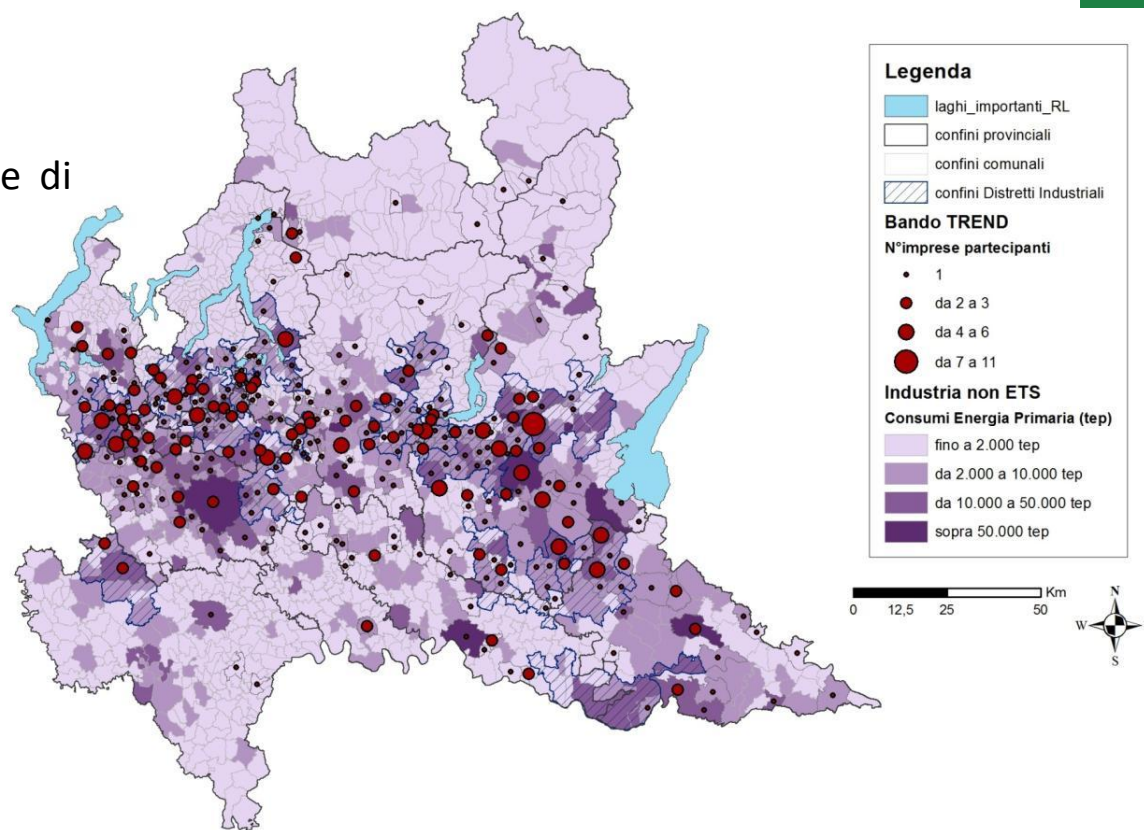 e di
Legenda
laghi_importanti_RL
confini provinciali
confini comunali
confini Distretti Industriali
Bando TREND
N°imprese partecipanti
1
da 2 a 3
da 4 a 6
da 7 a 11
Industria non ETS
Consumi Energia Primaria (tep)
fino a 2.000 tep
da 2.000 a 10.000 tep
da 10.000 a 50.000 tep
sopra 50.000 tep
Km
0 12,5 25 50
N
W E
S